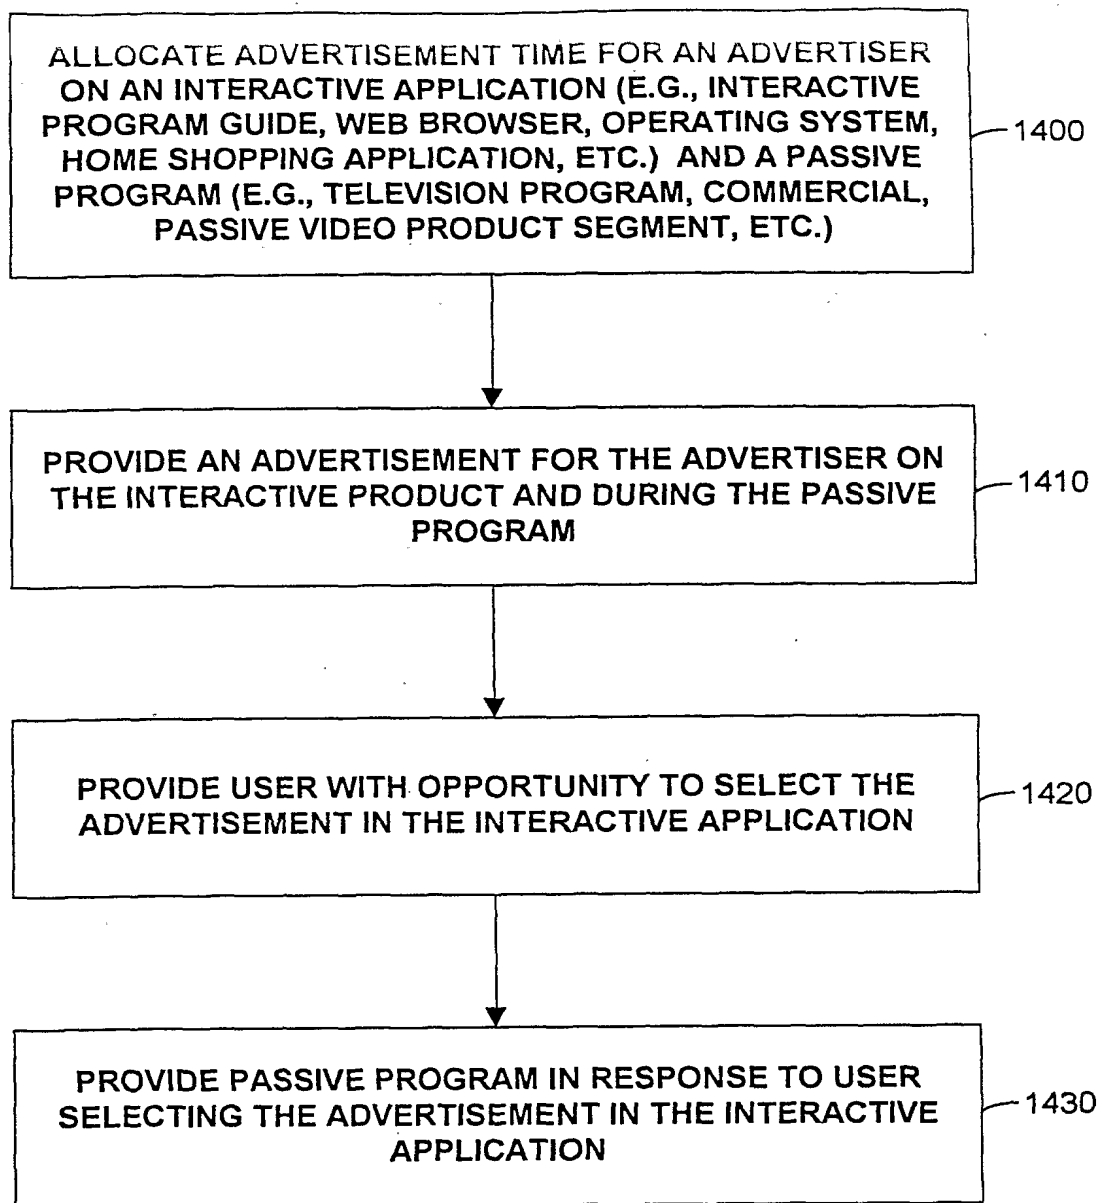 ALLOCATE ADVERTISEMENT TIME FOR AN ADVERTISER
ON AN INTERACTIVE APPLICATION (E.G., INTERACTIVE
PROGRAM GUIDE, WEB BROWSER, OPERATING SYSTEM,
HOME SHOPPING APPLICATION, ETC.) AND A PASSIVE
PROGRAM (E.G., TELEVISION PROGRAM, COMMERCIAL,
PASSIVE VIDEO PRODUCT SEGMENT, ETC.)
1400
PROVIDE AN ADVERTISEMENT FOR THE ADVERTISER ON
THE INTERACTIVE PRODUCT AND DURING THE PASSIVE
PROGRAM
1410
PROVIDE USER WITH OPPORTUNITY TO SELECT THE
ADVERTISEMENT IN THE INTERACTIVE APPLICATION
1420
PROVIDE PASSIVE PROGRAM IN RESPONSE TO USER
SELECTING THE ADVERTISEMENT IN THE INTERACTIVE
APPLICATION
1430